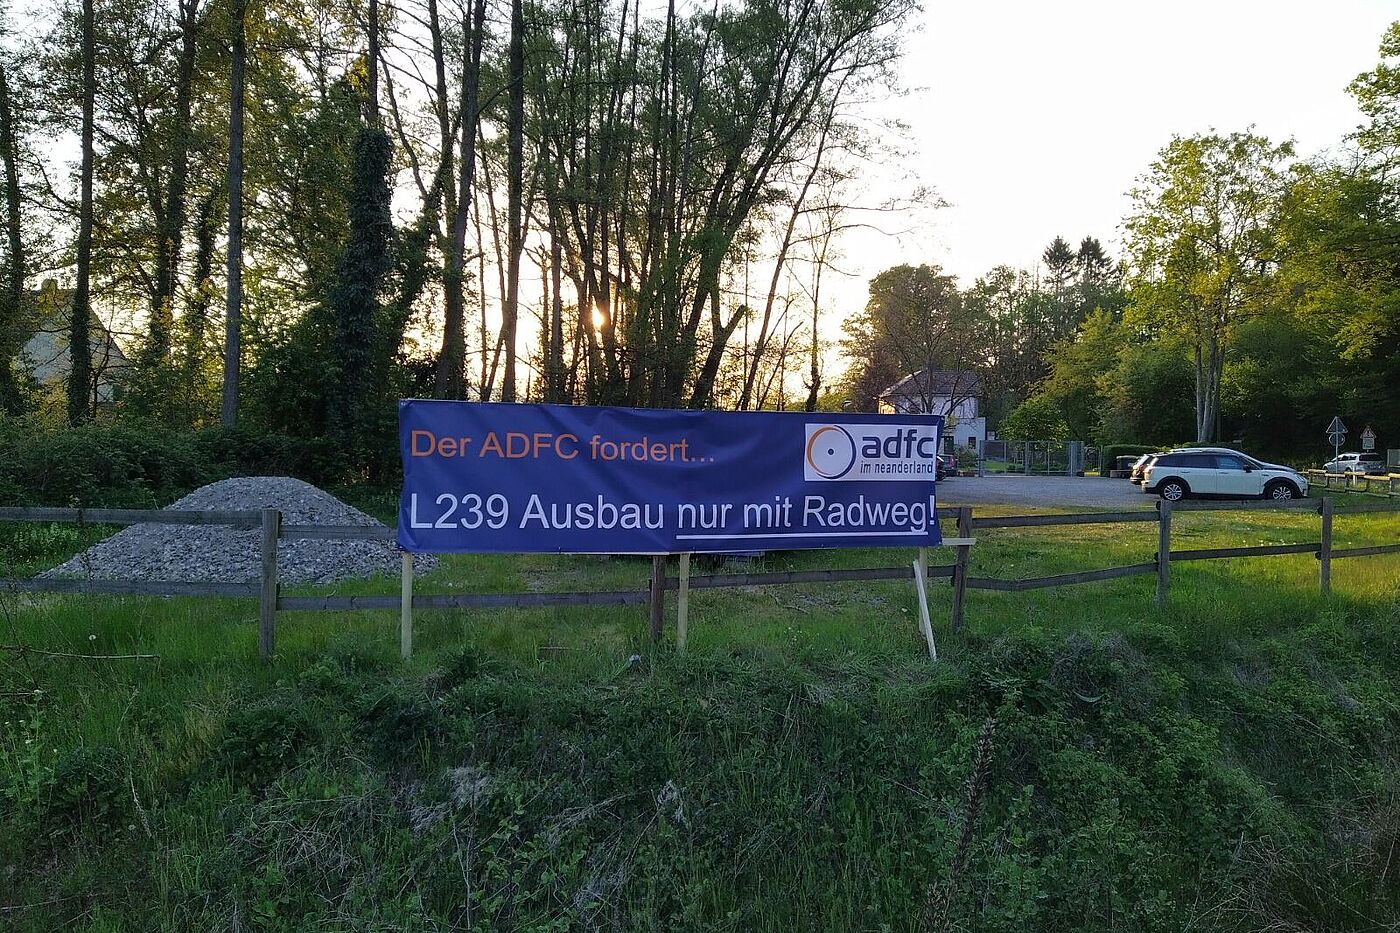 Der ADFC fordert...
adfc
im neanderland
L239 Ausbau nur mit Radweg!